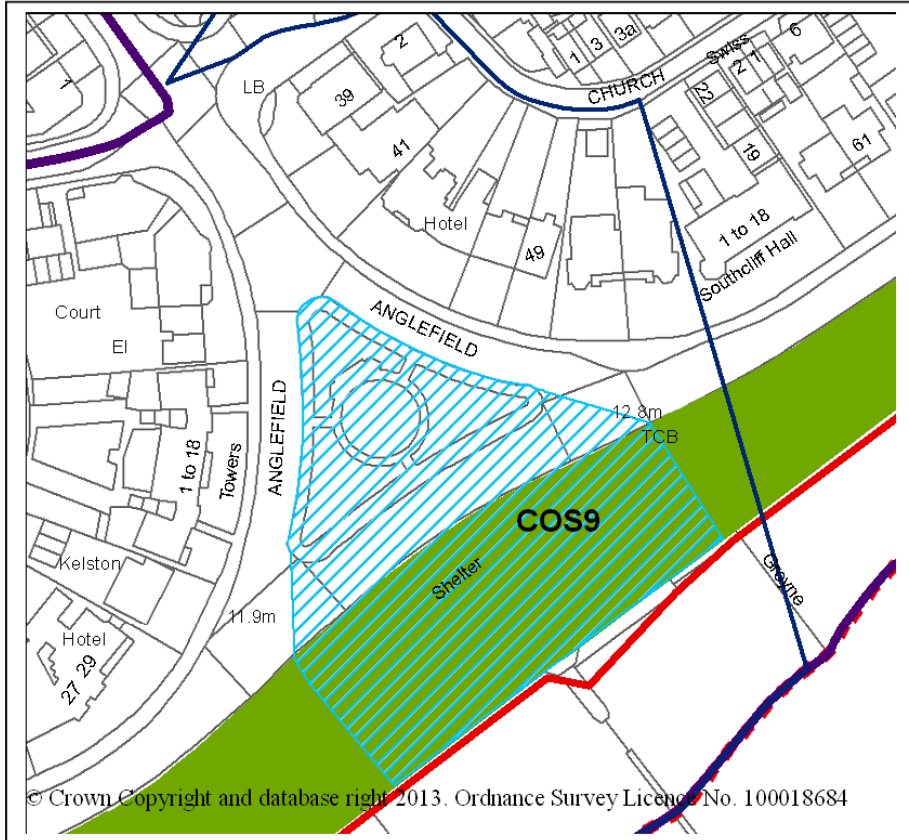 2
1
3
3a
Swiss
6
1
LB
39
CHURCH
22
2
1
41
19
61
Hotel
1 to 18
49
Southcliff Hall
Court
ANGLEFIELD
El
12.8m
TCB
ANGLEFIELD
1 to 18
Towers
COS9
Shelter
Kelston
Groyne
11.9m
Hotel
27
29
© Crown Copyright and database right 2013. Ordnance Survey Licence No. 100018684